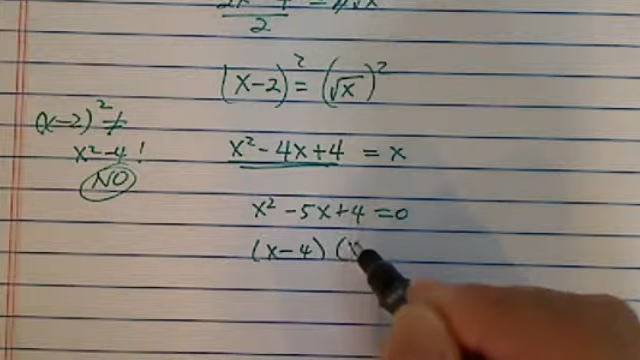 (x-2)² = (√x)²
(x-2)² ≠
x²-4!
NO
x² - 4x + 4 = x
x² - 5x + 4 = 0
(x-4) (